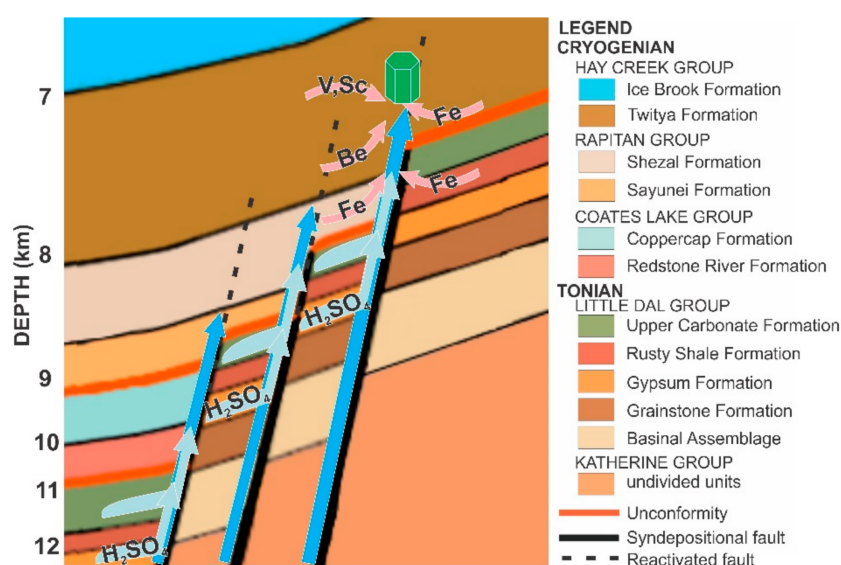 LEGEND
CRYOGENIAN
HAY CREEK GROUP
Ice Brook Formation
Twitya Formation
RAPITAN GROUP
Shezal Formation
Sayunei Formation
COATES LAKE GROUP
Coppercap Formation
Redstone River Formation
TONIAN
LITTLE DAL GROUP
Upper Carbonate Formation
Rusty Shale Formation
Gypsum Formation
Grainstone Formation
Basinal Assemblage
KATHERINE GROUP
undivided units
Unconformity
Syndepositional fault
Reactivated fault
DEPTH (km)
7
8
9
10
11
12
V,Sc
Fe
Be
Fe
Fe
H₂SO₄
H₂SO₄
H₂SO₄